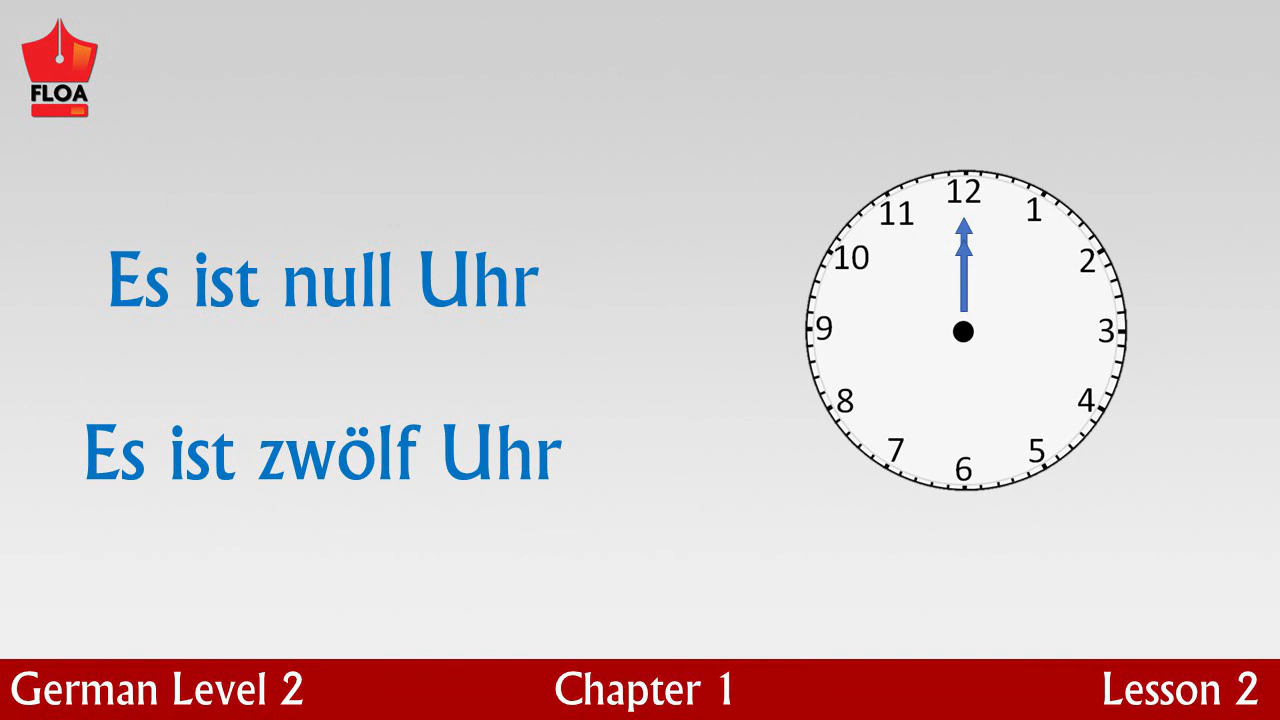 FLOA
Es ist null Uhr
Es ist zwölf Uhr
12
11
1
10
2
9
3
8
4
7
5
6
German Level 2
Chapter 1
Lesson 2